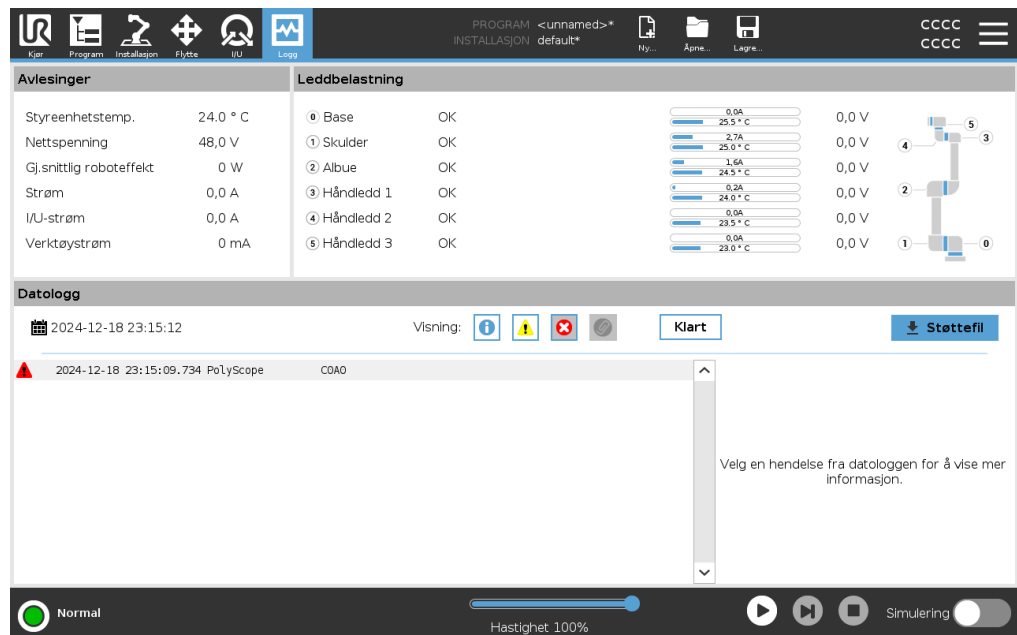 PROGRAM <unnamed>*
INSTALLASJON default*
CCCC
CCCC
Kjør Program Installasjon Flytte I/U Logg Ny... Åpne... Lagre...
Avlesinger
Styreenhetstemp. 24.0 ° C
Nettspenning 48,0 V
Gj.snittlig roboteffekt 0 W
Strøm 0,0 A
I/U-strøm 0,0 A
Verktøystrøm 0 mA
Leddbelastning
0 Base OK 0,0A 25.5 ° C 0,0 V
1 Skulder OK 2,7A 25.0 ° C 0,0 V
2 Albue OK 1,6A 24.5 ° C 0,0 V
3 Håndledd 1 OK 0,2A 24.0 ° C 0,0 V
4 Håndledd 2 OK 0,0A 23.5 ° C 0,0 V
5 Håndledd 3 OK 0,0A 23.0 ° C 0,0 V
5
3
4
2
1 0
Datologg
2024-12-18 23:15:12 Visning: Klart Støttefil
2024-12-18 23:15:09.734 PolyScope C0A0
Velg en hendelse fra datologgen for å vise mer
informasjon.
Normal
Hastighet 100%
Simulering